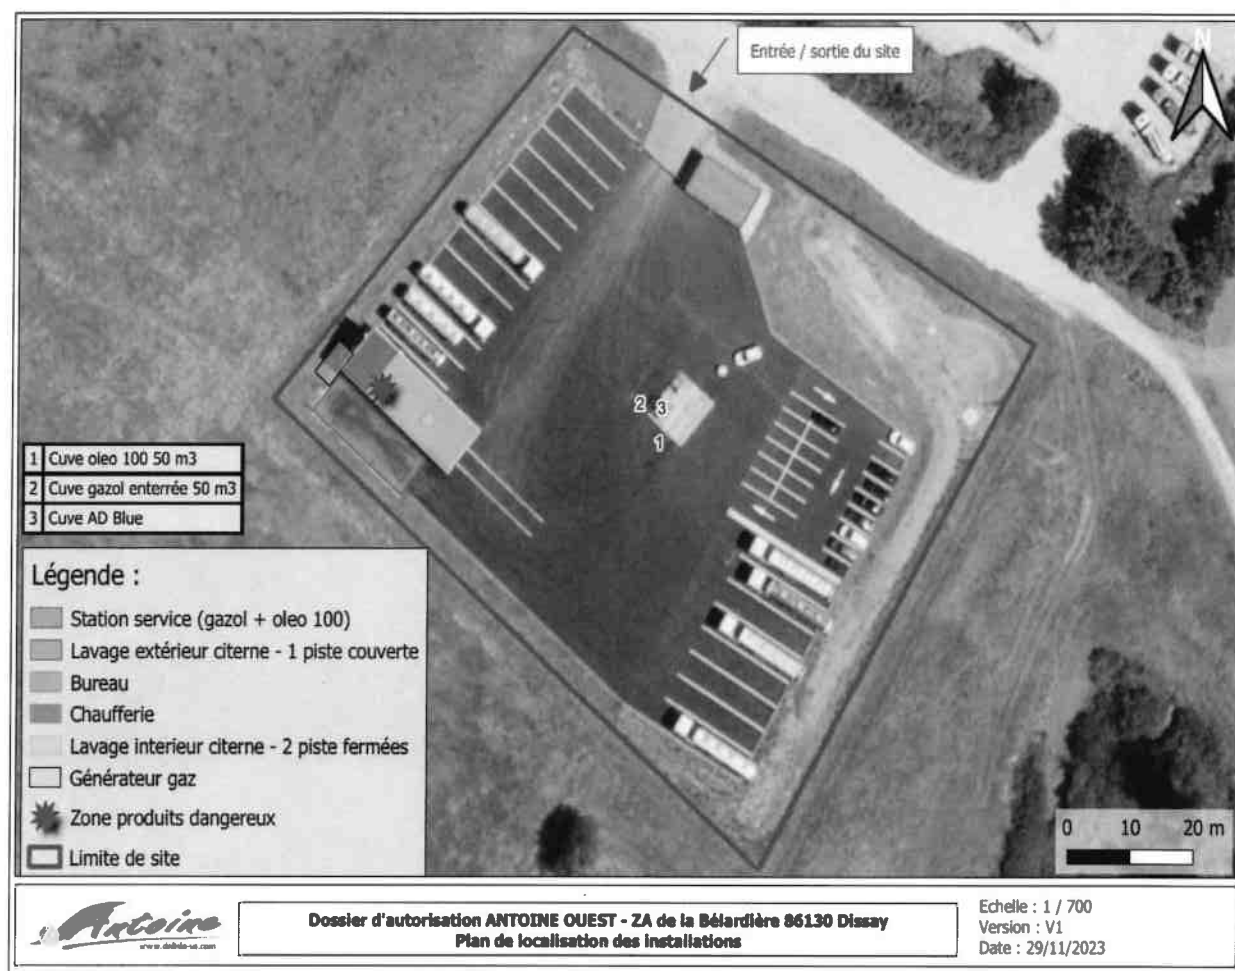 Entrée / sortie du site
N
2
3
1
1 Cuve oleo 100 50 m3
2 Cuve gazol enterrée 50 m3
3 Cuve AD Blue
Légende :
Station service (gazol + oleo 100)
Lavage extérieur citerne - 1 piste couverte
Bureau
Chaufferie
Lavage interieur citerne - 2 piste fermées
Générateur gaz
Zone produits dangereux
Limite de site
0 10 20 m
Antoine
Dossier d'autorisation ANTOINE OUEST - ZA de la Bélardière 86130 Dissay
Plan de localisation des installations
Echelle : 1 / 700
Version : V1
Date : 29/11/2023